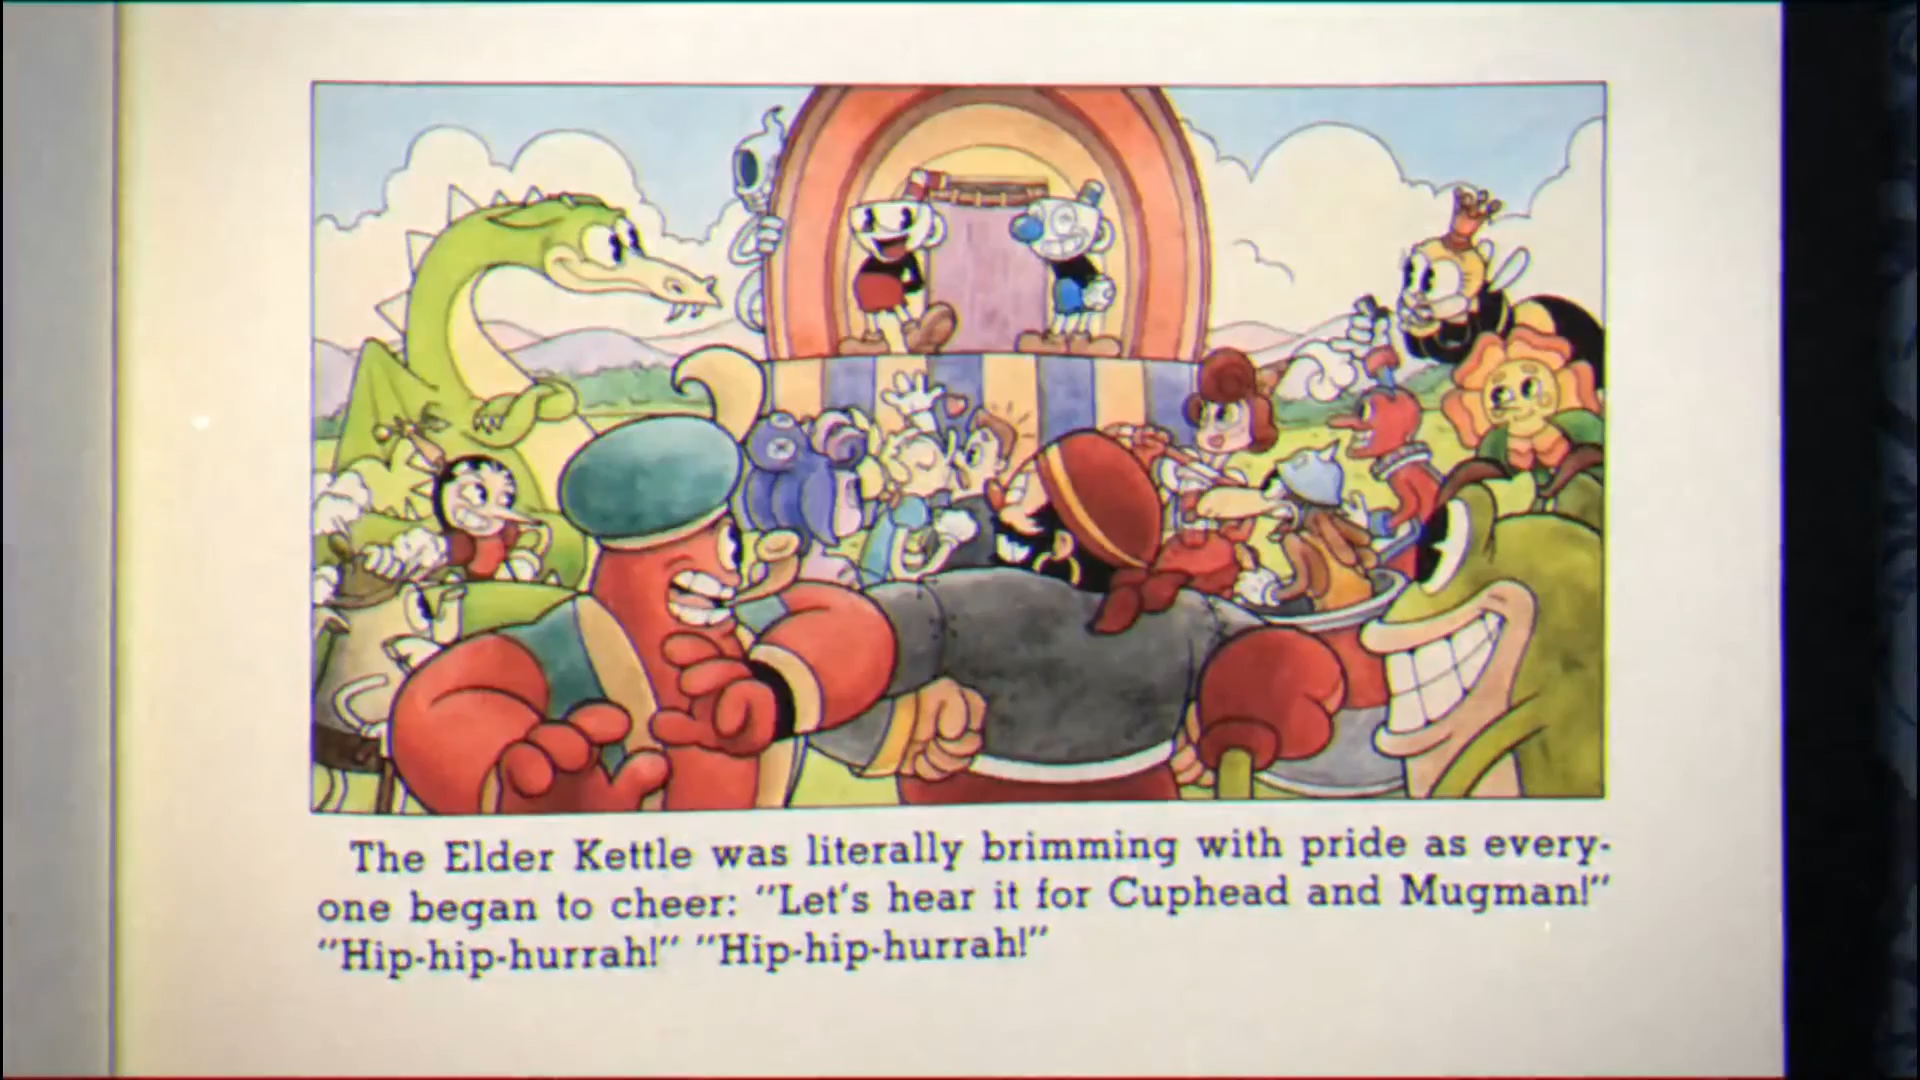 The Elder Kettle was literally brimming with pride as every-
one began to cheer: "Let's hear it for Cuphead and Mugman!"
"Hip-hip-hurrah!" "Hip-hip-hurrah!"